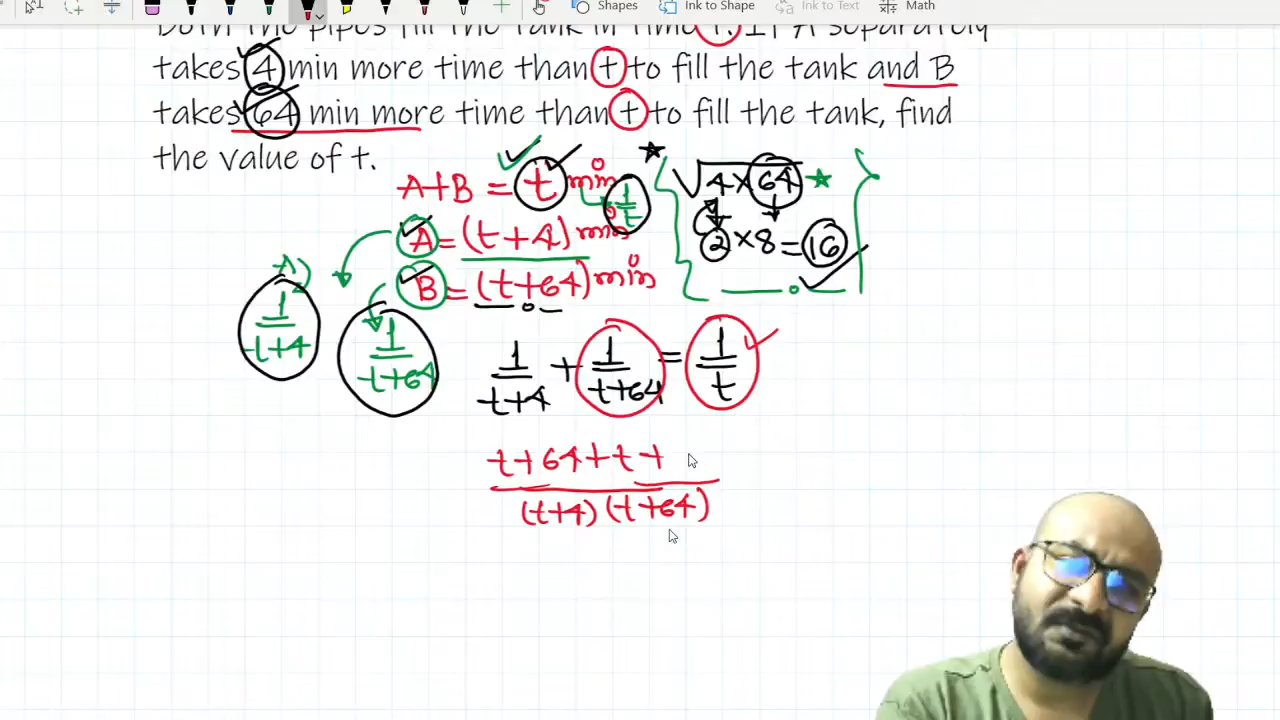 Shapes Ink to Shape Ink to Text Math
Both the pipes fill the tank in time t. If A separately
takes 4 min more time than t to fill the tank and B
takes 64 min more time than t to fill the tank, find
the value of t.
A+B = t min
1/t
√4×64
2×8=16
A=(t+4) min
B=(t+64) min
A)
1/t+4
1/t+64
1/t+4 + 1/t+64 = 1/t
t+64+t+
(t+4)(t+64)